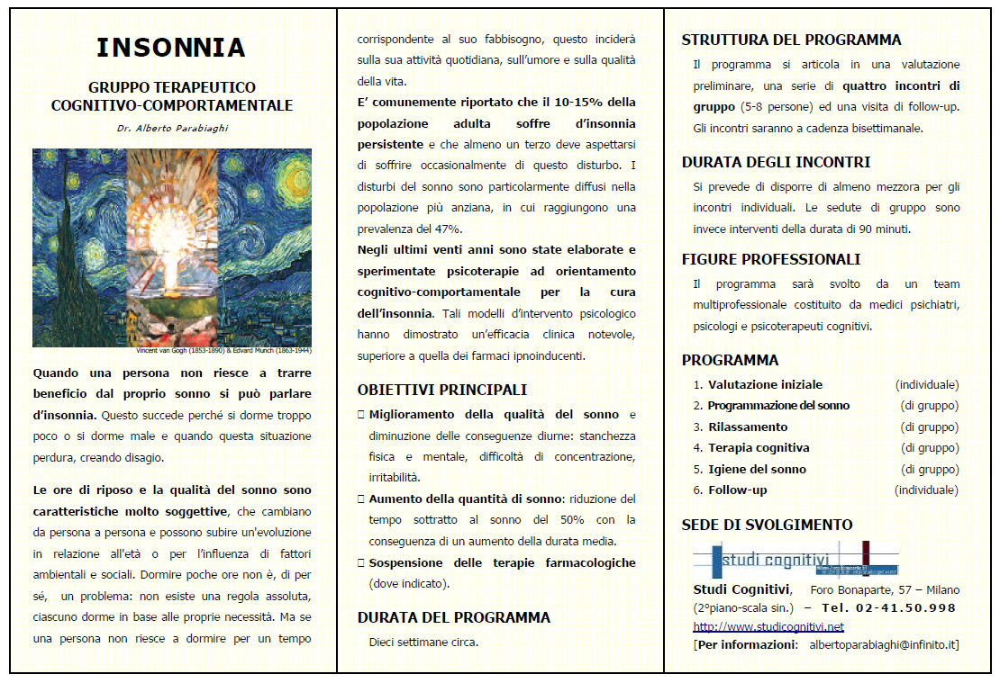 INSONNIA
GRUPPO TERAPEUTICO
COGNITIVO-COMPORTAMENTALE
Dr. Alberto Parabiaghi
Vincent van Gogh (1853-1890) & Edvard Munch (1863-1944)
Quando una persona non riesce a trarre
beneficio dal proprio sonno si può parlare
d’insonnia. Questo succede perché si dorme troppo
poco o si dorme male e quando questa situazione
perdura, creando disagio.
Le ore di riposo e la qualità del sonno sono
caratteristiche molto soggettive, che cambiano
da persona a persona e possono subire un'evoluzione
in relazione all'età o per l’influenza di fattori
ambientali e sociali. Dormire poche ore non è, di per
sé, un problema: non esiste una regola assoluta,
ciascuno dorme in base alle proprie necessità. Ma se
una persona non riesce a dormire per un tempo
corrispondente al suo fabbisogno, questo inciderà
sulla sua attività quotidiana, sull’umore e sulla qualità
della vita.
E’ comunemente riportato che il 10-15% della
popolazione adulta soffre d’insonnia
persistente e che almeno un terzo deve aspettarsi
di soffrire occasionalmente di questo disturbo. I
disturbi del sonno sono particolarmente diffusi nella
popolazione più anziana, in cui raggiungono una
prevalenza del 47%.
Negli ultimi venti anni sono state elaborate e
sperimentate psicoterapie ad orientamento
cognitivo-comportamentale per la cura
dell’insonnia. Tali modelli d’intervento psicologico
hanno dimostrato un’efficacia clinica notevole,
superiore a quella dei farmaci ipnoinducenti.
OBIETTIVI PRINCIPALI
Miglioramento della qualità del sonno e
diminuzione delle conseguenze diurne: stanchezza
fisica e mentale, difficoltà di concentrazione,
irritabilità.
Aumento della quantità di sonno: riduzione del
tempo sottratto al sonno del 50% con la
conseguenza di un aumento della durata media.
Sospensione delle terapie farmacologiche
(dove indicato).
DURATA DEL PROGRAMMA
Dieci settimane circa.
STRUTTURA DEL PROGRAMMA
Il programma si articola in una valutazione
preliminare, una serie di quattro incontri di
gruppo (5-8 persone) ed una visita di follow-up.
Gli incontri saranno a cadenza bisettimanale.
DURATA DEGLI INCONTRI
Si prevede di disporre di almeno mezzora per gli
incontri individuali. Le sedute di gruppo sono
invece interventi della durata di 90 minuti.
FIGURE PROFESSIONALI
Il programma sarà svolto da un team
multiprofessionale costituito da medici psichiatri,
psicologi e psicoterapeuti cognitivi.
PROGRAMMA
1. Valutazione iniziale (individuale)
2. Programmazione del sonno (di gruppo)
3. Rilassamento (di gruppo)
4. Terapia cognitiva (di gruppo)
5. Igiene del sonno (di gruppo)
6. Follow-up (individuale)
SEDE DI SVOLGIMENTO
studi cognitivi
Studi Cognitivi, Foro Bonaparte, 57 – Milano
(2°piano-scala sin.) – Tel. 02-41.50.998
http://www.studicognitivi.net
[Per informazioni: albertoparabiaghi@infinito.it]